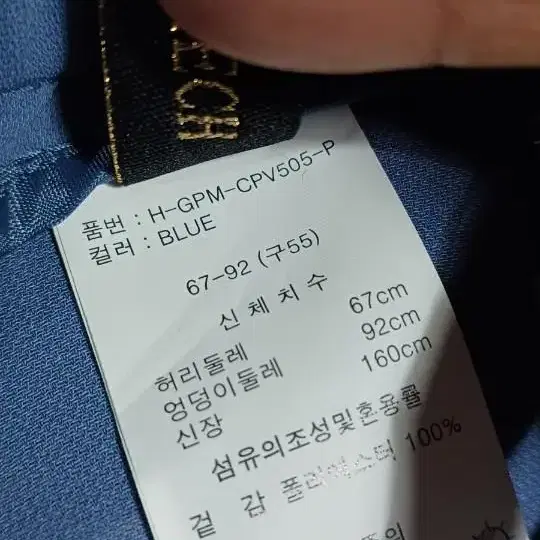 ECH
품번 : H-GPM-CPV505-P
컬러 : BLUE
67-92 (구55)
신 체 치 수
허리둘레 67cm
엉덩이둘레 92cm
신장 160cm
섬유의조성및혼용률
겉 감 폴리에스터 100%